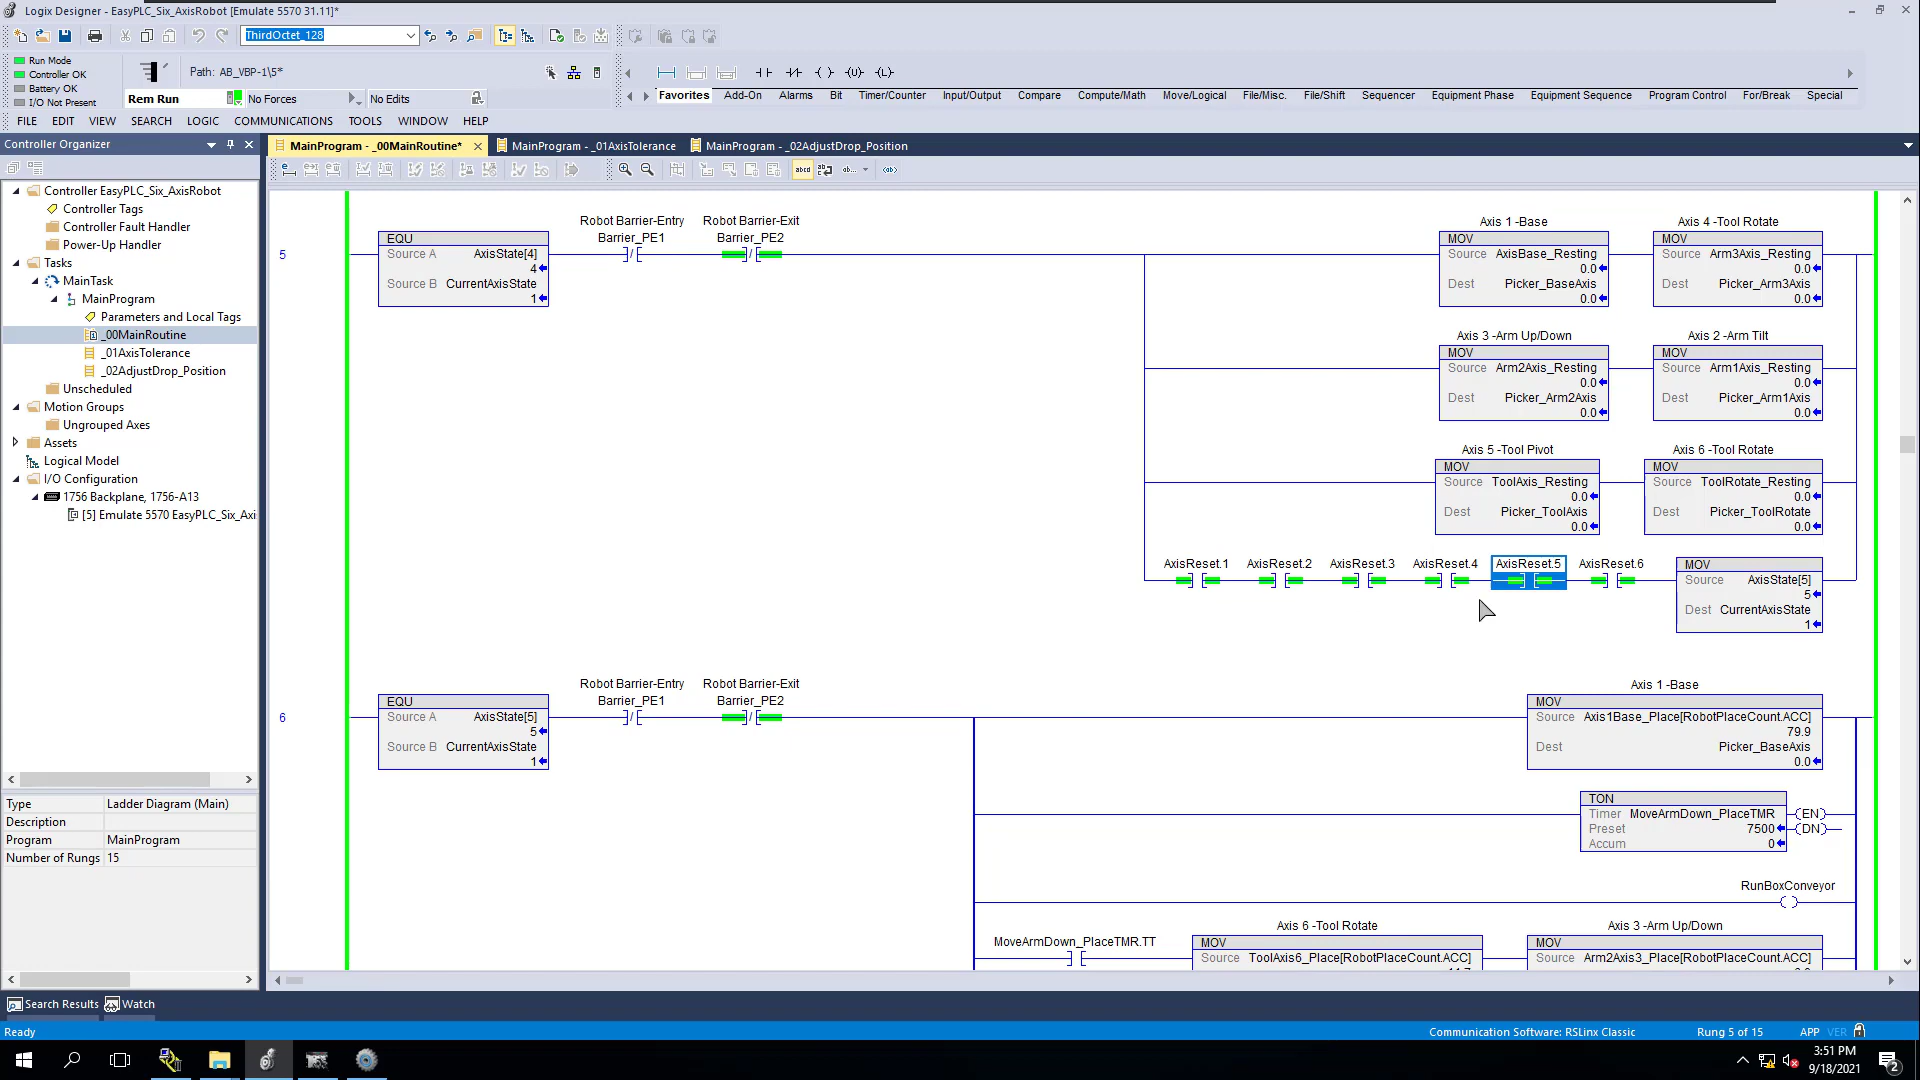 Logix Designer - EasyPLC_Six_AxisRobot [Emulate 5570 31.11]*
ThirdOctet_128
Run Mode
Controller OK
Battery OK
I/O Not Present
Path: AB_VBP-1\5*
Rem Run
No Forces
No Edits
Favorites Add-On Alarms Bit Timer/Counter Input/Output Compare Compute/Math Move/Logical File/Misc. File/Shift Sequencer Equipment Phase Equipment Sequence Program Control For/Break Special
FILE EDIT VIEW SEARCH LOGIC COMMUNICATIONS TOOLS WINDOW HELP
Controller Organizer
MainProgram - _00MainRoutine*
MainProgram - _01AxisTolerance
MainProgram - _02AdjustDrop_Position
Controller EasyPLC_Six_AxisRobot
Controller Tags
Controller Fault Handler
Power-Up Handler
Tasks
MainTask
MainProgram
Parameters and Local Tags
_00MainRoutine
_01AxisTolerance
_02AdjustDrop_Position
Unscheduled
Motion Groups
Ungrouped Axes
Assets
Logical Model
I/O Configuration
1756 Backplane, 1756-A13
[5] Emulate 5570 EasyPLC_Six_Axi
Type Ladder Diagram (Main)
Description
Program MainProgram
Number of Rungs 15
5
EQU
Source A AxisState[4]
4
Source B CurrentAxisState
1
Robot Barrier-Entry
Barrier_PE1
Robot Barrier-Exit
Barrier_PE2
Axis 1 -Base
MOV
Source AxisBase_Resting
0.0
Dest Picker_BaseAxis
0.0
Axis 4 -Tool Rotate
MOV
Source Arm3Axis_Resting
0.0
Dest Picker_Arm3Axis
0.0
Axis 3 -Arm Up/Down
MOV
Source Arm2Axis_Resting
0.0
Dest Picker_Arm2Axis
0.0
Axis 2 -Arm Tilt
MOV
Source Arm1Axis_Resting
0.0
Dest Picker_Arm1Axis
0.0
Axis 5 -Tool Pivot
MOV
Source ToolAxis_Resting
0.0
Dest Picker_ToolAxis
0.0
Axis 6 -Tool Rotate
MOV
Source ToolRotate_Resting
0.0
Dest Picker_ToolRotate
0.0
AxisReset.1 AxisReset.2 AxisReset.3 AxisReset.4 AxisReset.5 AxisReset.6
MOV
Source AxisState[5]
5
Dest CurrentAxisState
1
6
EQU
Source A AxisState[5]
5
Source B CurrentAxisState
1
Robot Barrier-Entry
Barrier_PE1
Robot Barrier-Exit
Barrier_PE2
Axis 1 -Base
MOV
Source Axis1Base_Place[RobotPlaceCount.ACC]
79.9
Dest Picker_BaseAxis
0.0
TON
Timer MoveArmDown_PlaceTMR
Preset 7500
Accum 0
EN
DN
RunBoxConveyor
MoveArmDown_PlaceTMR.TT
Axis 6 -Tool Rotate
MOV
Source ToolAxis6_Place[RobotPlaceCount.ACC]
Axis 3 -Arm Up/Down
MOV
Source Arm2Axis3_Place[RobotPlaceCount.ACC]
Search Results Watch
Ready
Communication Software: RSLinx Classic
Rung 5 of 15
APP VER
3:51 PM
9/18/2021
2